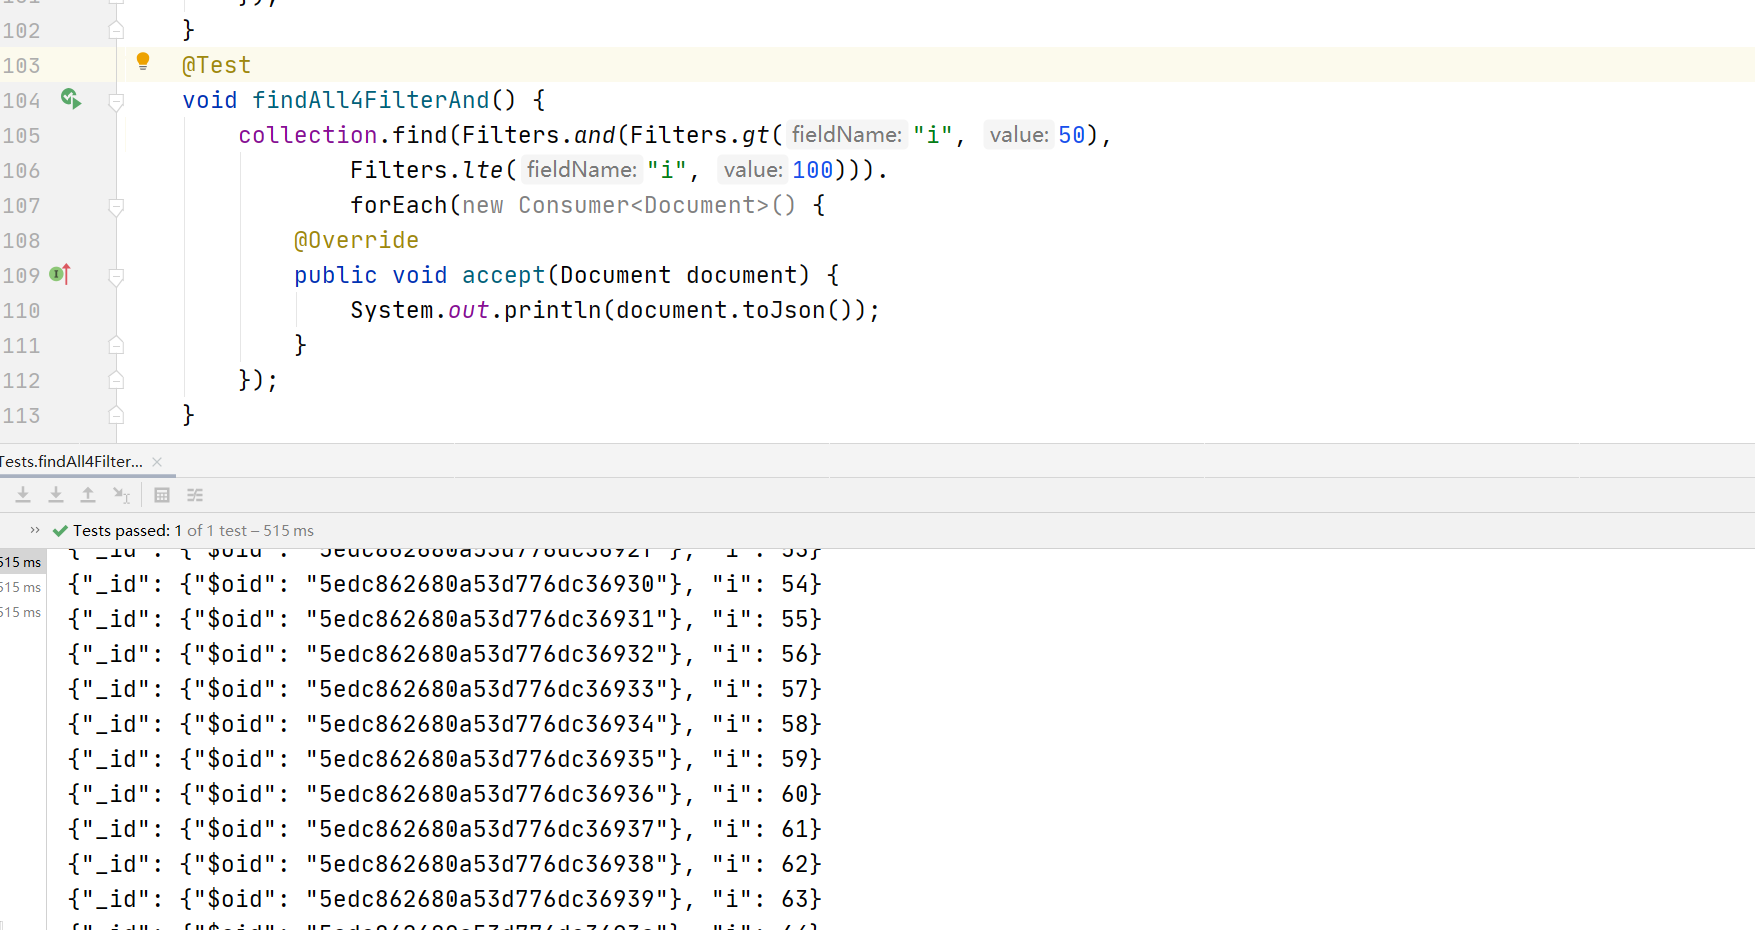 });
102 }
103 @Test
104 void findAll4FilterAnd() {
105 collection.find(Filters.and(Filters.gt( fieldName: "i", value: 50),
106 Filters.lte( fieldName: "i", value: 100))).
107 forEach(new Consumer<Document>() {
108 @Override
109 public void accept(Document document) {
110 System.out.println(document.toJson());
111 }
112 });
113 }
Tests.findAll4Filter... ×
» Tests passed: 1 of 1 test – 515 ms
515 ms
515 ms
515 ms
{"_id": {"$oid": "5edc862680a53d776dc3692f"}, "i": 53}
{"_id": {"$oid": "5edc862680a53d776dc36930"}, "i": 54}
{"_id": {"$oid": "5edc862680a53d776dc36931"}, "i": 55}
{"_id": {"$oid": "5edc862680a53d776dc36932"}, "i": 56}
{"_id": {"$oid": "5edc862680a53d776dc36933"}, "i": 57}
{"_id": {"$oid": "5edc862680a53d776dc36934"}, "i": 58}
{"_id": {"$oid": "5edc862680a53d776dc36935"}, "i": 59}
{"_id": {"$oid": "5edc862680a53d776dc36936"}, "i": 60}
{"_id": {"$oid": "5edc862680a53d776dc36937"}, "i": 61}
{"_id": {"$oid": "5edc862680a53d776dc36938"}, "i": 62}
{"_id": {"$oid": "5edc862680a53d776dc36939"}, "i": 63}